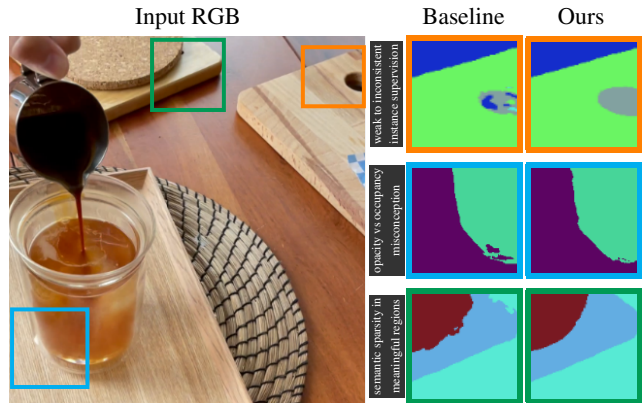 Input RGB
Baseline
Ours
weak to inconsistent
instance supervision
opacity vs occupancy
misconception
semantic sparsity in
meaningful regions